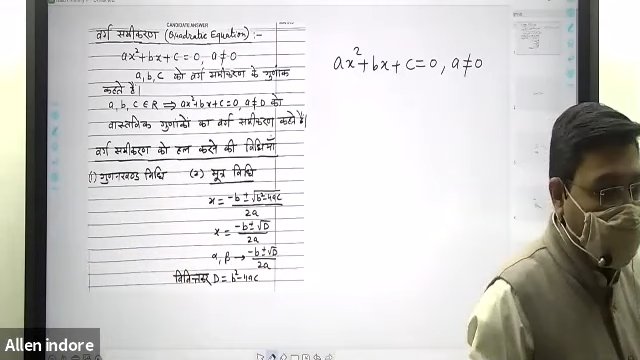 CANDIDATE ANSWER
वर्ग समीकरण (Quadratic Equation) :-
ax²+bx+c=0, a≠0
a, b, c को वर्ग समीकरण के गुणांक
कहते हैं।
a, b, c ∈ R ⇒ ax²+bx+c=0, a≠0 को
वास्तविक गुणांकों का वर्ग समीकरण कहते हैं।
वर्ग समीकरण को हल करने की विधियाँ
(1) गुणनखण्ड विधि (2) सूत्र विधि
x = -b ± √b²-4ac / 2a
x = -b ± √D / 2a
α, β → -b ± √D / 2a
D = b²-4ac
ax²+bx+c=0, a≠0
Allen indore